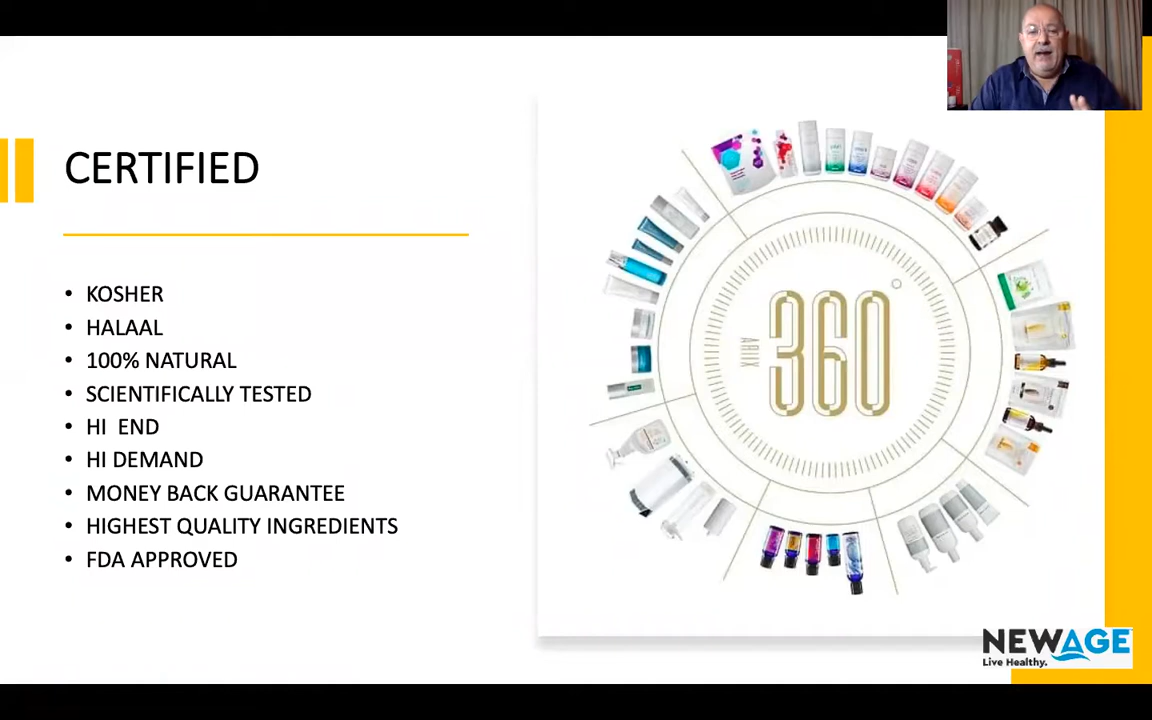 CERTIFIED
• KOSHER
• HALAAL
• 100% NATURAL
• SCIENTIFICALLY TESTED
• HI  END
• HI DEMAND
• MONEY BACK GUARANTEE
• HIGHEST QUALITY INGREDIENTS
• FDA APPROVED
ARIIX
360°
NEWAGE
Live Healthy.